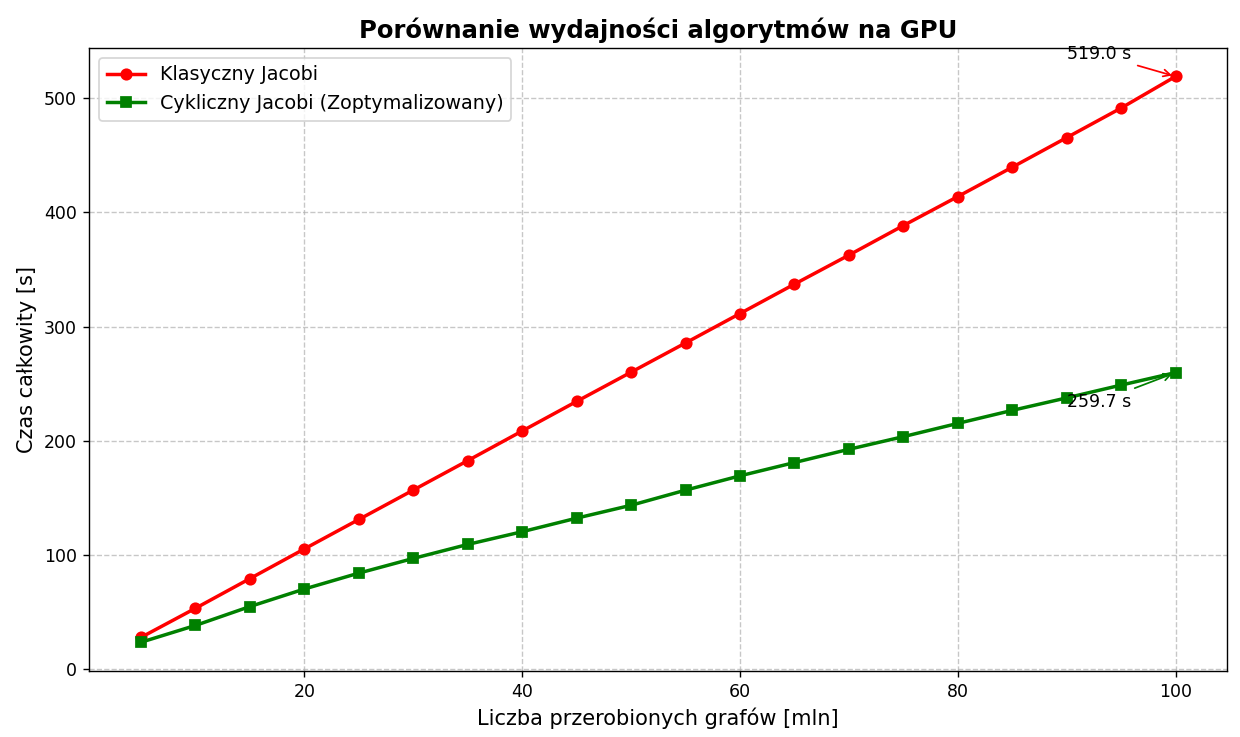 Porównanie wydajności algorytmów na GPU
519.0 s
Klasyczny Jacobi
Cykliczny Jacobi (Zoptymalizowany)
500
400
300
200
100
0
Czas całkowity [s]
259.7 s
20 40 60 80 100
Liczba przerobionych grafów [mln]